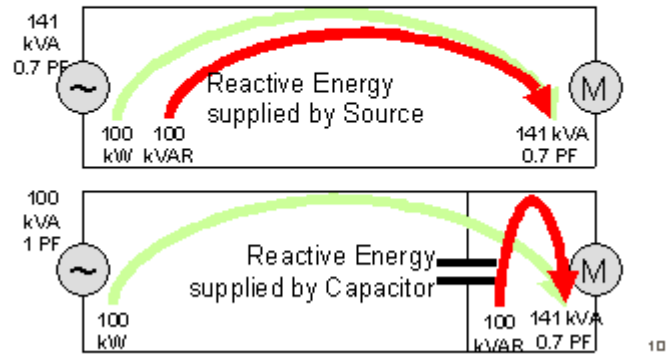 141
kVA
0.7 PF
~
Reactive Energy
supplied by Source
M
100
kW
100
kVAR
141 kVA
0.7 PF
100
kVA
1 PF
~
Reactive Energy
supplied by Capacitor
M
100
kW
100
kVAR
141 kVA
0.7 PF
10